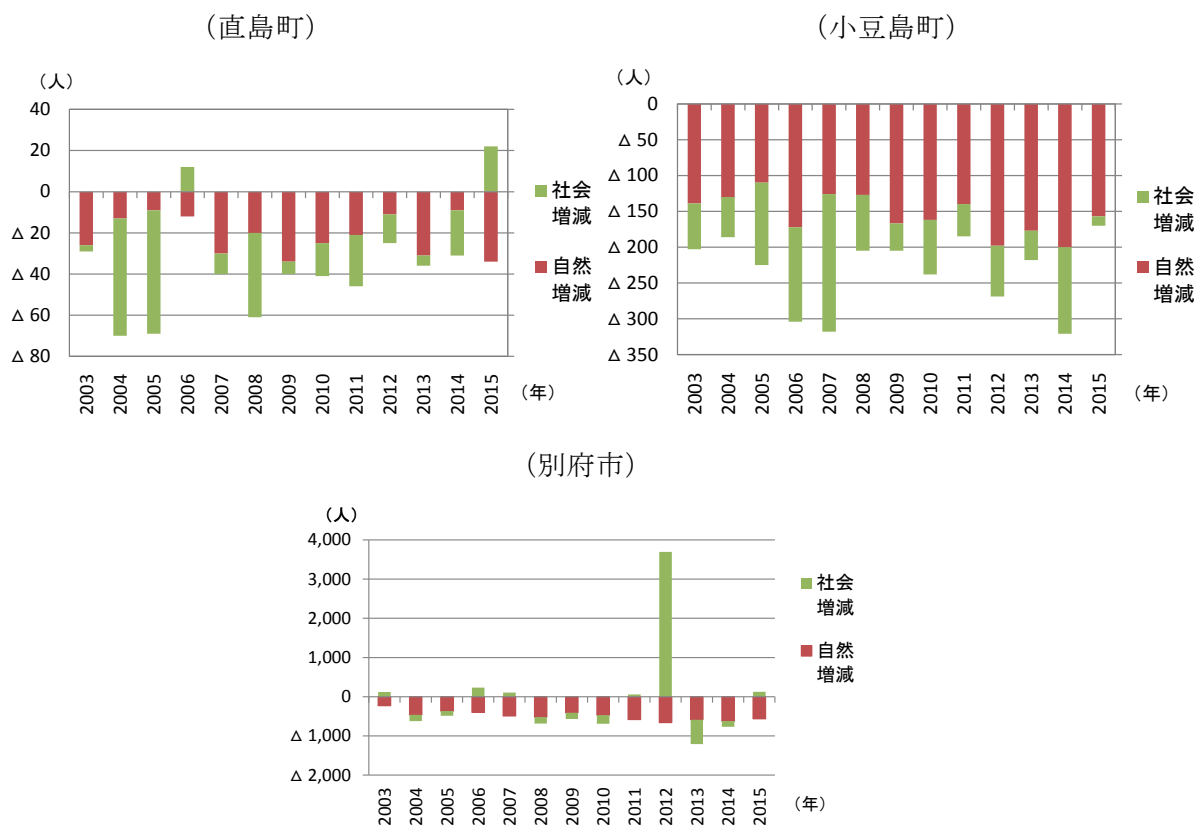 （直島町）
（人）
40
20
0
△ 20
△ 40
△ 60
△ 80
2003
2004
2005
2006
2007
2008
2009
2010
2011
2012
2013
2014
2015
（年）
社会
増減
自然
増減
（小豆島町）
（人）
0
△ 50
△ 100
△ 150
△ 200
△ 250
△ 300
△ 350
2003
2004
2005
2006
2007
2008
2009
2010
2011
2012
2013
2014
2015
（年）
社会
増減
自然
増減
（別府市）
（人）
4,000
3,000
2,000
1,000
0
△ 1,000
△ 2,000
2003
2004
2005
2006
2007
2008
2009
2010
2011
2012
2013
2014
2015
（年）
社会
増減
自然
増減